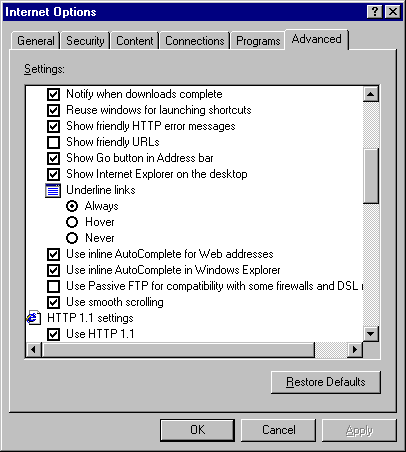 Internet Options
General Security Content Connections Programs Advanced
Settings:
Notify when downloads complete
Reuse windows for launching shortcuts
Show friendly HTTP error messages
Show friendly URLs
Show Go button in Address bar
Show Internet Explorer on the desktop
Underline links
Always
Hover
Never
Use inline AutoComplete for Web addresses
Use inline AutoComplete in Windows Explorer
Use Passive FTP for compatibility with some firewalls and DSL
Use smooth scrolling
HTTP 1.1 settings
Use HTTP 1.1
Restore Defaults
OK Cancel Apply